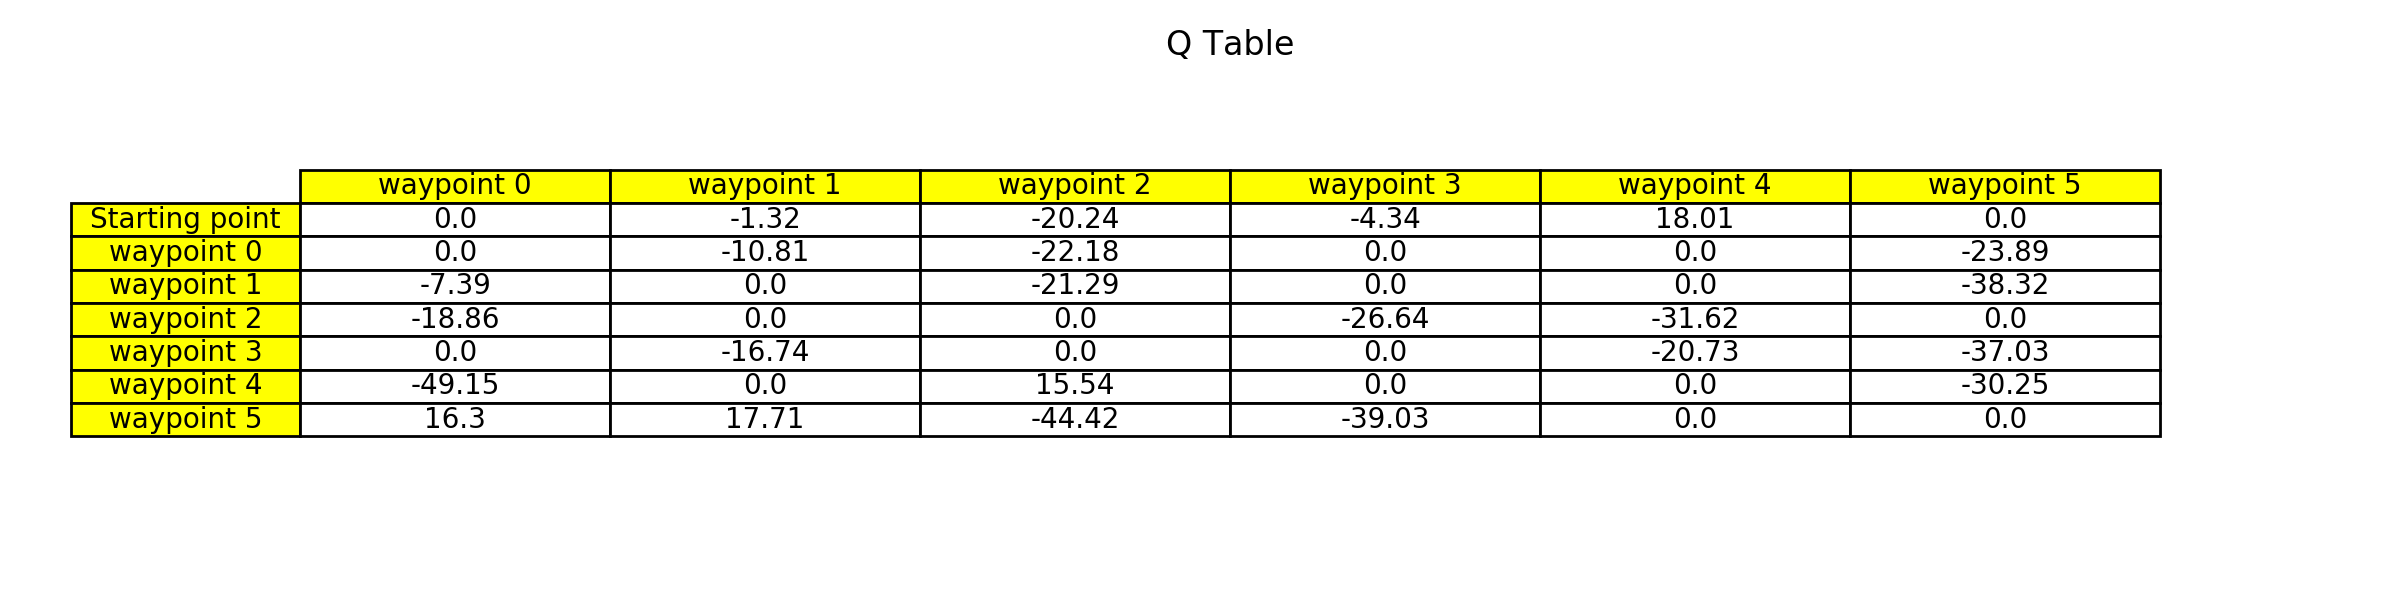 Q Table
waypoint 0 waypoint 1 waypoint 2 waypoint 3 waypoint 4 waypoint 5
Starting point 0.0 -1.32 -20.24 -4.34 18.01 0.0
waypoint 0 0.0 -10.81 -22.18 0.0 0.0 -23.89
waypoint 1 -7.39 0.0 -21.29 0.0 0.0 -38.32
waypoint 2 -18.86 0.0 0.0 -26.64 -31.62 0.0
waypoint 3 0.0 -16.74 0.0 0.0 -20.73 -37.03
waypoint 4 -49.15 0.0 15.54 0.0 0.0 -30.25
waypoint 5 16.3 17.71 -44.42 -39.03 0.0 0.0